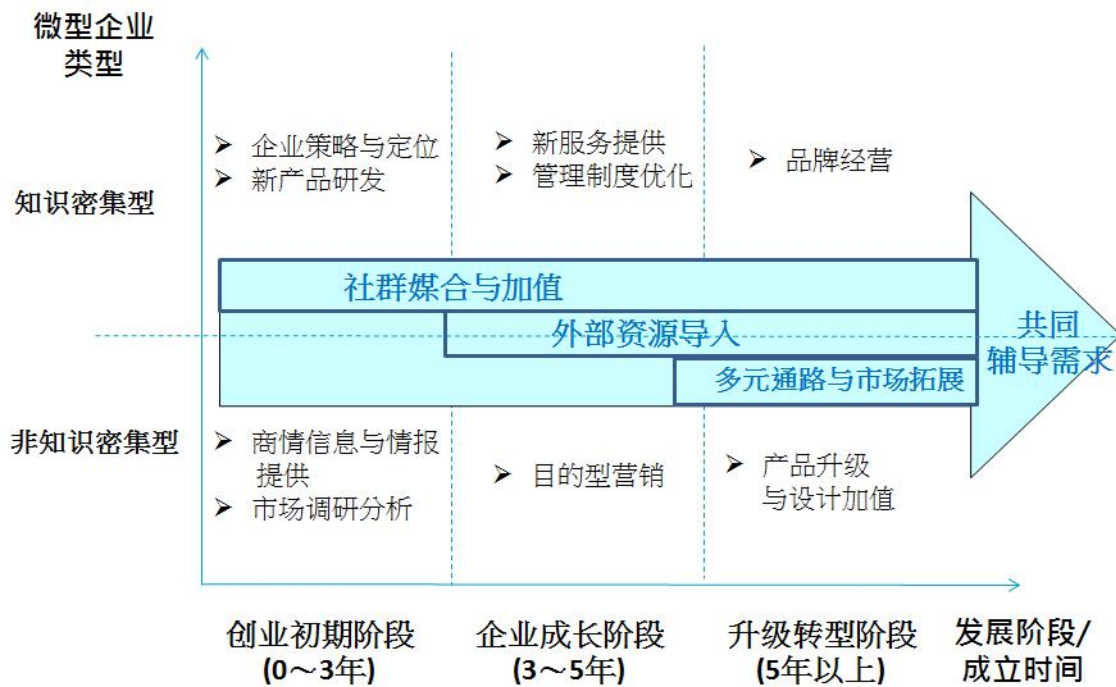 微型企业
类型
知识密集型
➢ 企业策略与定位
➢ 新产品研发
➢ 新服务提供
➢ 管理制度优化
➢ 品牌经营
社群媒合与加值
外部资源导入
多元通路与市场拓展
共同
辅导需求
非知识密集型
➢ 商情信息与情报
提供
➢ 市场调研分析
➢ 目的型营销
➢ 产品升级
与设计加值
创业初期阶段
(0～3年)
企业成长阶段
(3～5年)
升级转型阶段
(5年以上)
发展阶段/
成立时间